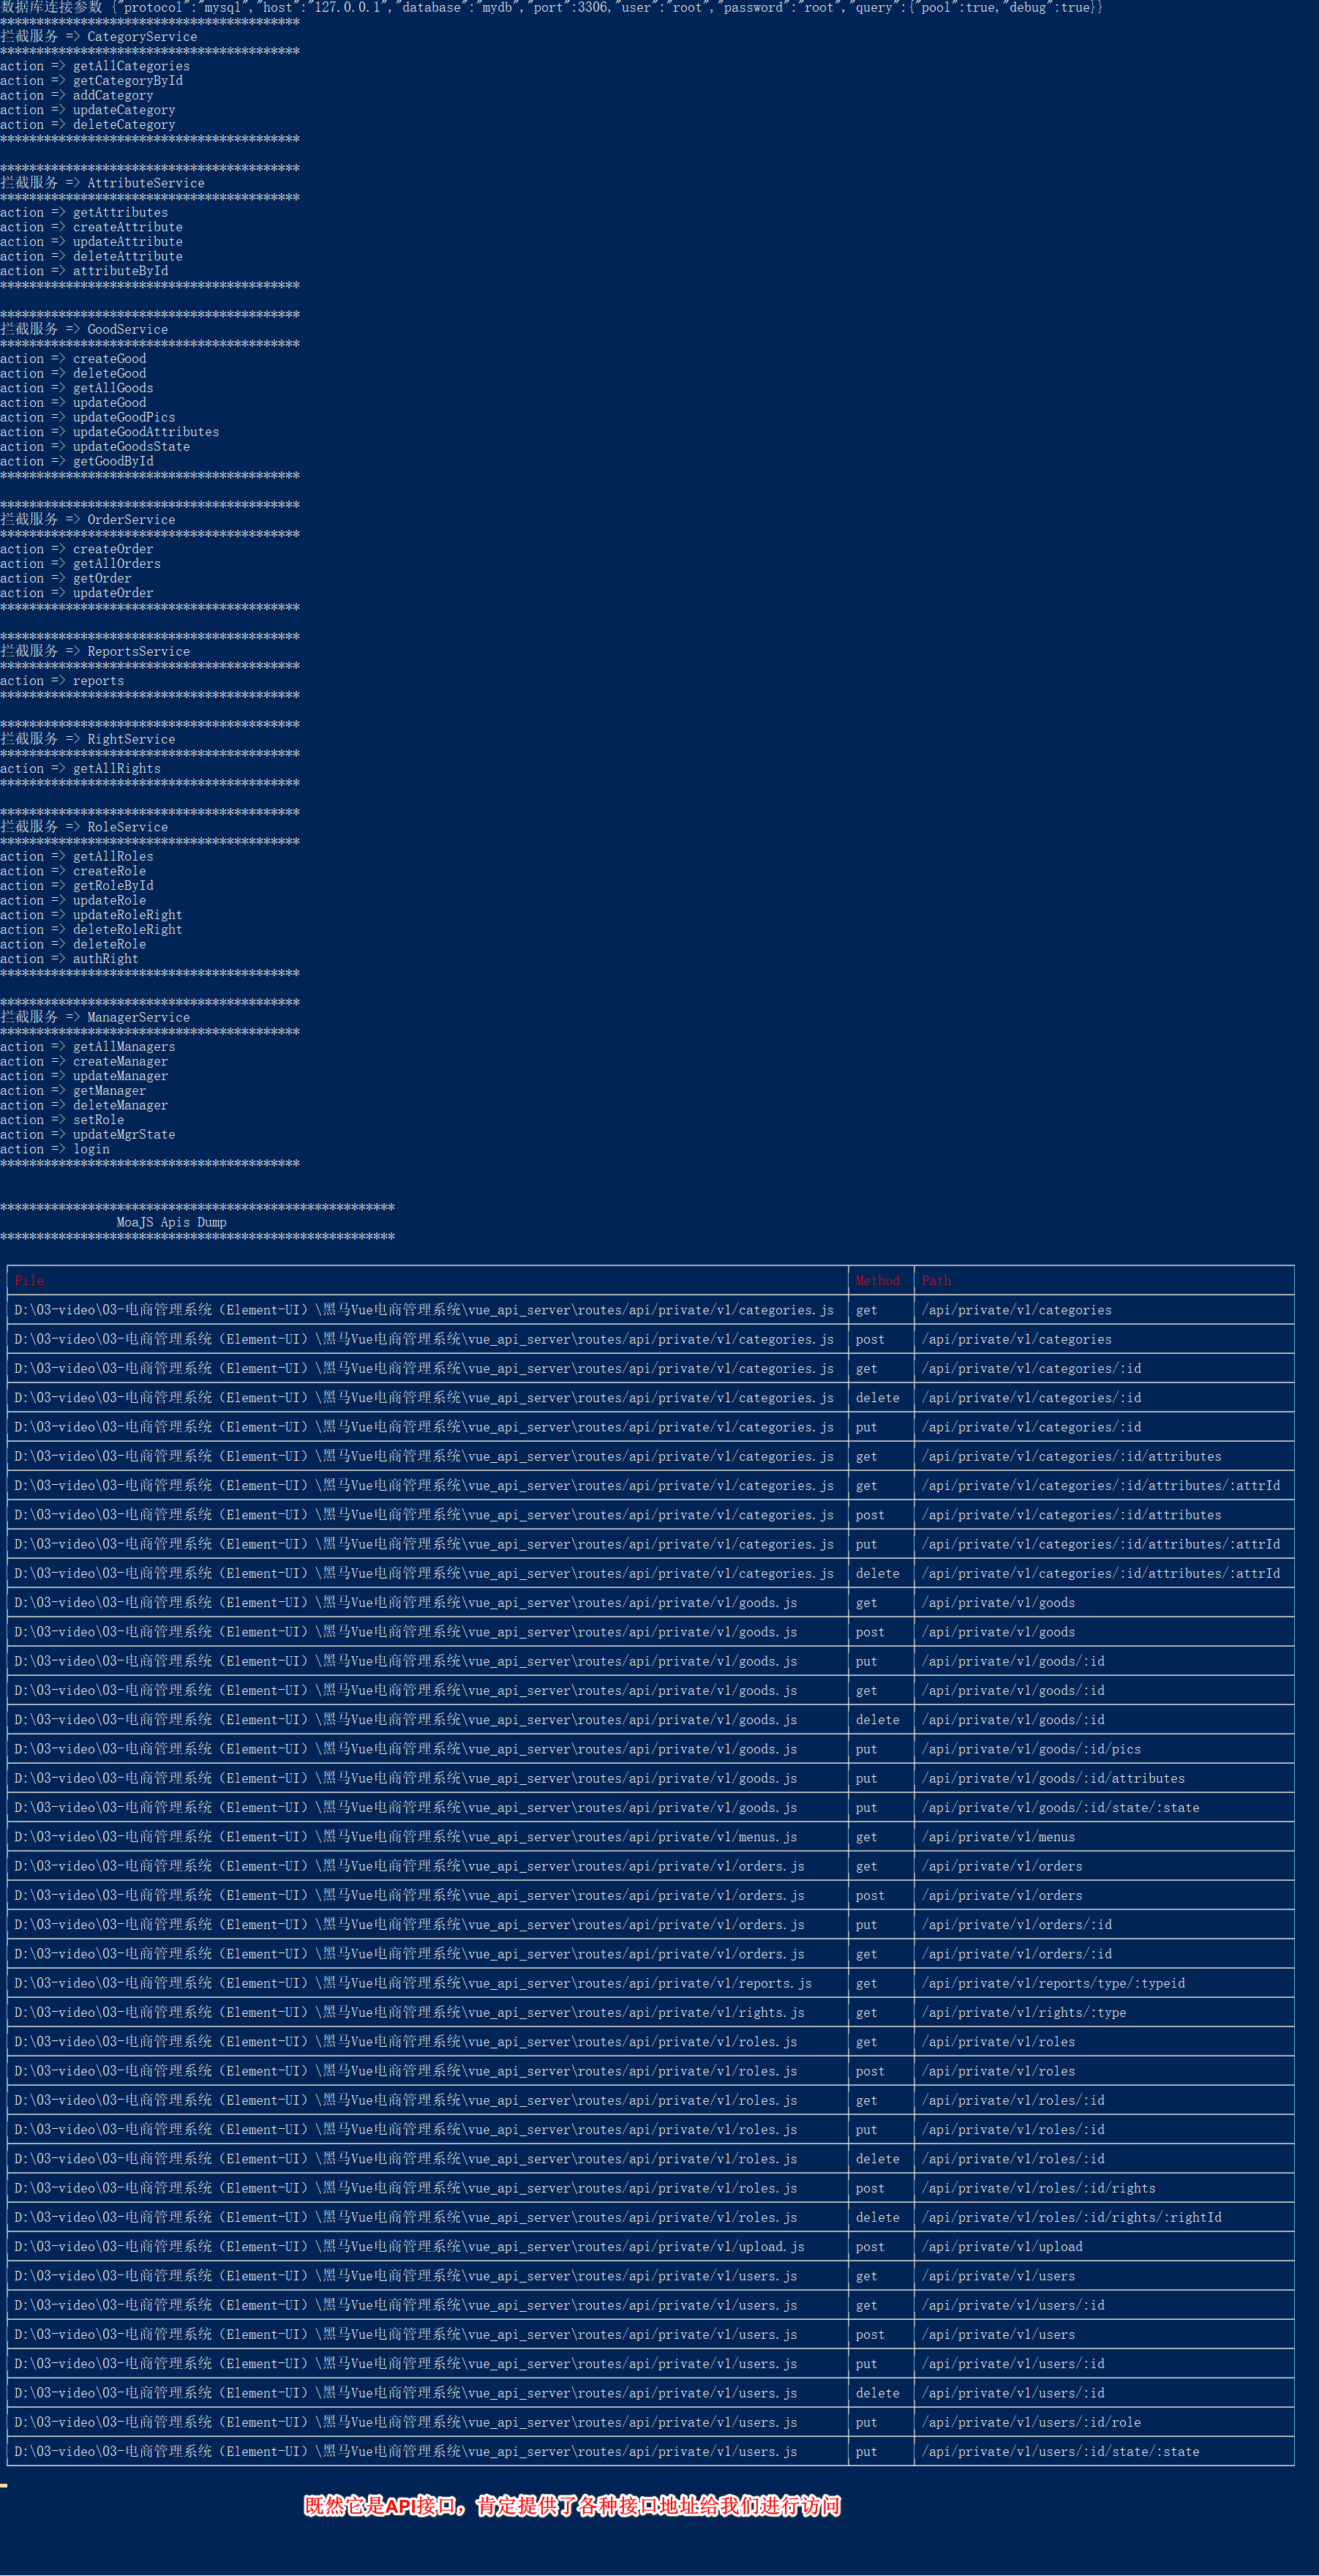 数据库连接参数 {"protocol":"mysql","host":"127.0.0.1","database":"mydb","port":3306,"user":"root","password":"root","query":{"pool":true,"debug":true}}
*****************************************
拦截服务 => CategoryService
*****************************************
action => getAllCategories
action => getCategoryById
action => addCategory
action => updateCategory
action => deleteCategory
*****************************************
*****************************************
拦截服务 => AttributeService
*****************************************
action => getAttributes
action => createAttribute
action => updateAttribute
action => deleteAttribute
action => attributeById
*****************************************
*****************************************
拦截服务 => GoodService
*****************************************
action => createGood
action => deleteGood
action => getAllGoods
action => updateGood
action => updateGoodPics
action => updateGoodAttributes
action => updateGoodsState
action => getGoodById
*****************************************
*****************************************
拦截服务 => OrderService
*****************************************
action => createOrder
action => getAllOrders
action => getOrder
action => updateOrder
*****************************************
*****************************************
拦截服务 => ReportsService
*****************************************
action => reports
*****************************************
*****************************************
拦截服务 => RightService
*****************************************
action => getAllRights
*****************************************
*****************************************
拦截服务 => RoleService
*****************************************
action => getAllRoles
action => createRole
action => getRoleById
action => updateRole
action => updateRoleRight
action => deleteRoleRight
action => deleteRole
action => authRight
*****************************************
*****************************************
拦截服务 => ManagerService
*****************************************
action => getAllManagers
action => createManager
action => updateManager
action => getManager
action => deleteManager
action => setRole
action => updateMgrState
action => login
*****************************************
******************************************************
MoaJS Apis Dump
******************************************************
File Method Path
D:\03-video\03-电商管理系统（Element-UI）\黑马Vue电商管理系统\vue_api_server\routes/api/private/v1/categories.js get /api/private/v1/categories
D:\03-video\03-电商管理系统（Element-UI）\黑马Vue电商管理系统\vue_api_server\routes/api/private/v1/categories.js post /api/private/v1/categories
D:\03-video\03-电商管理系统（Element-UI）\黑马Vue电商管理系统\vue_api_server\routes/api/private/v1/categories.js get /api/private/v1/categories/:id
D:\03-video\03-电商管理系统（Element-UI）\黑马Vue电商管理系统\vue_api_server\routes/api/private/v1/categories.js delete /api/private/v1/categories/:id
D:\03-video\03-电商管理系统（Element-UI）\黑马Vue电商管理系统\vue_api_server\routes/api/private/v1/categories.js put /api/private/v1/categories/:id
D:\03-video\03-电商管理系统（Element-UI）\黑马Vue电商管理系统\vue_api_server\routes/api/private/v1/categories.js get /api/private/v1/categories/:id/attributes
D:\03-video\03-电商管理系统（Element-UI）\黑马Vue电商管理系统\vue_api_server\routes/api/private/v1/categories.js get /api/private/v1/categories/:id/attributes/:attrId
D:\03-video\03-电商管理系统（Element-UI）\黑马Vue电商管理系统\vue_api_server\routes/api/private/v1/categories.js post /api/private/v1/categories/:id/attributes
D:\03-video\03-电商管理系统（Element-UI）\黑马Vue电商管理系统\vue_api_server\routes/api/private/v1/categories.js put /api/private/v1/categories/:id/attributes/:attrId
D:\03-video\03-电商管理系统（Element-UI）\黑马Vue电商管理系统\vue_api_server\routes/api/private/v1/categories.js delete /api/private/v1/categories/:id/attributes/:attrId
D:\03-video\03-电商管理系统（Element-UI）\黑马Vue电商管理系统\vue_api_server\routes/api/private/v1/goods.js get /api/private/v1/goods
D:\03-video\03-电商管理系统（Element-UI）\黑马Vue电商管理系统\vue_api_server\routes/api/private/v1/goods.js post /api/private/v1/goods
D:\03-video\03-电商管理系统（Element-UI）\黑马Vue电商管理系统\vue_api_server\routes/api/private/v1/goods.js put /api/private/v1/goods/:id
D:\03-video\03-电商管理系统（Element-UI）\黑马Vue电商管理系统\vue_api_server\routes/api/private/v1/goods.js get /api/private/v1/goods/:id
D:\03-video\03-电商管理系统（Element-UI）\黑马Vue电商管理系统\vue_api_server\routes/api/private/v1/goods.js delete /api/private/v1/goods/:id
D:\03-video\03-电商管理系统（Element-UI）\黑马Vue电商管理系统\vue_api_server\routes/api/private/v1/goods.js put /api/private/v1/goods/:id/pics
D:\03-video\03-电商管理系统（Element-UI）\黑马Vue电商管理系统\vue_api_server\routes/api/private/v1/goods.js put /api/private/v1/goods/:id/attributes
D:\03-video\03-电商管理系统（Element-UI）\黑马Vue电商管理系统\vue_api_server\routes/api/private/v1/goods.js put /api/private/v1/goods/:id/state/:state
D:\03-video\03-电商管理系统（Element-UI）\黑马Vue电商管理系统\vue_api_server\routes/api/private/v1/menus.js get /api/private/v1/menus
D:\03-video\03-电商管理系统（Element-UI）\黑马Vue电商管理系统\vue_api_server\routes/api/private/v1/orders.js get /api/private/v1/orders
D:\03-video\03-电商管理系统（Element-UI）\黑马Vue电商管理系统\vue_api_server\routes/api/private/v1/orders.js post /api/private/v1/orders
D:\03-video\03-电商管理系统（Element-UI）\黑马Vue电商管理系统\vue_api_server\routes/api/private/v1/orders.js put /api/private/v1/orders/:id
D:\03-video\03-电商管理系统（Element-UI）\黑马Vue电商管理系统\vue_api_server\routes/api/private/v1/orders.js get /api/private/v1/orders/:id
D:\03-video\03-电商管理系统（Element-UI）\黑马Vue电商管理系统\vue_api_server\routes/api/private/v1/reports.js get /api/private/v1/reports/type/:typeid
D:\03-video\03-电商管理系统（Element-UI）\黑马Vue电商管理系统\vue_api_server\routes/api/private/v1/rights.js get /api/private/v1/rights/:type
D:\03-video\03-电商管理系统（Element-UI）\黑马Vue电商管理系统\vue_api_server\routes/api/private/v1/roles.js get /api/private/v1/roles
D:\03-video\03-电商管理系统（Element-UI）\黑马Vue电商管理系统\vue_api_server\routes/api/private/v1/roles.js post /api/private/v1/roles
D:\03-video\03-电商管理系统（Element-UI）\黑马Vue电商管理系统\vue_api_server\routes/api/private/v1/roles.js get /api/private/v1/roles/:id
D:\03-video\03-电商管理系统（Element-UI）\黑马Vue电商管理系统\vue_api_server\routes/api/private/v1/roles.js put /api/private/v1/roles/:id
D:\03-video\03-电商管理系统（Element-UI）\黑马Vue电商管理系统\vue_api_server\routes/api/private/v1/roles.js delete /api/private/v1/roles/:id
D:\03-video\03-电商管理系统（Element-UI）\黑马Vue电商管理系统\vue_api_server\routes/api/private/v1/roles.js post /api/private/v1/roles/:id/rights
D:\03-video\03-电商管理系统（Element-UI）\黑马Vue电商管理系统\vue_api_server\routes/api/private/v1/roles.js delete /api/private/v1/roles/:id/rights/:rightId
D:\03-video\03-电商管理系统（Element-UI）\黑马Vue电商管理系统\vue_api_server\routes/api/private/v1/upload.js post /api/private/v1/upload
D:\03-video\03-电商管理系统（Element-UI）\黑马Vue电商管理系统\vue_api_server\routes/api/private/v1/users.js get /api/private/v1/users
D:\03-video\03-电商管理系统（Element-UI）\黑马Vue电商管理系统\vue_api_server\routes/api/private/v1/users.js get /api/private/v1/users/:id
D:\03-video\03-电商管理系统（Element-UI）\黑马Vue电商管理系统\vue_api_server\routes/api/private/v1/users.js post /api/private/v1/users
D:\03-video\03-电商管理系统（Element-UI）\黑马Vue电商管理系统\vue_api_server\routes/api/private/v1/users.js put /api/private/v1/users/:id
D:\03-video\03-电商管理系统（Element-UI）\黑马Vue电商管理系统\vue_api_server\routes/api/private/v1/users.js delete /api/private/v1/users/:id
D:\03-video\03-电商管理系统（Element-UI）\黑马Vue电商管理系统\vue_api_server\routes/api/private/v1/users.js put /api/private/v1/users/:id/role
D:\03-video\03-电商管理系统（Element-UI）\黑马Vue电商管理系统\vue_api_server\routes/api/private/v1/users.js put /api/private/v1/users/:id/state/:state
既然它是API接口，肯定提供了各种接口地址给我们进行访问